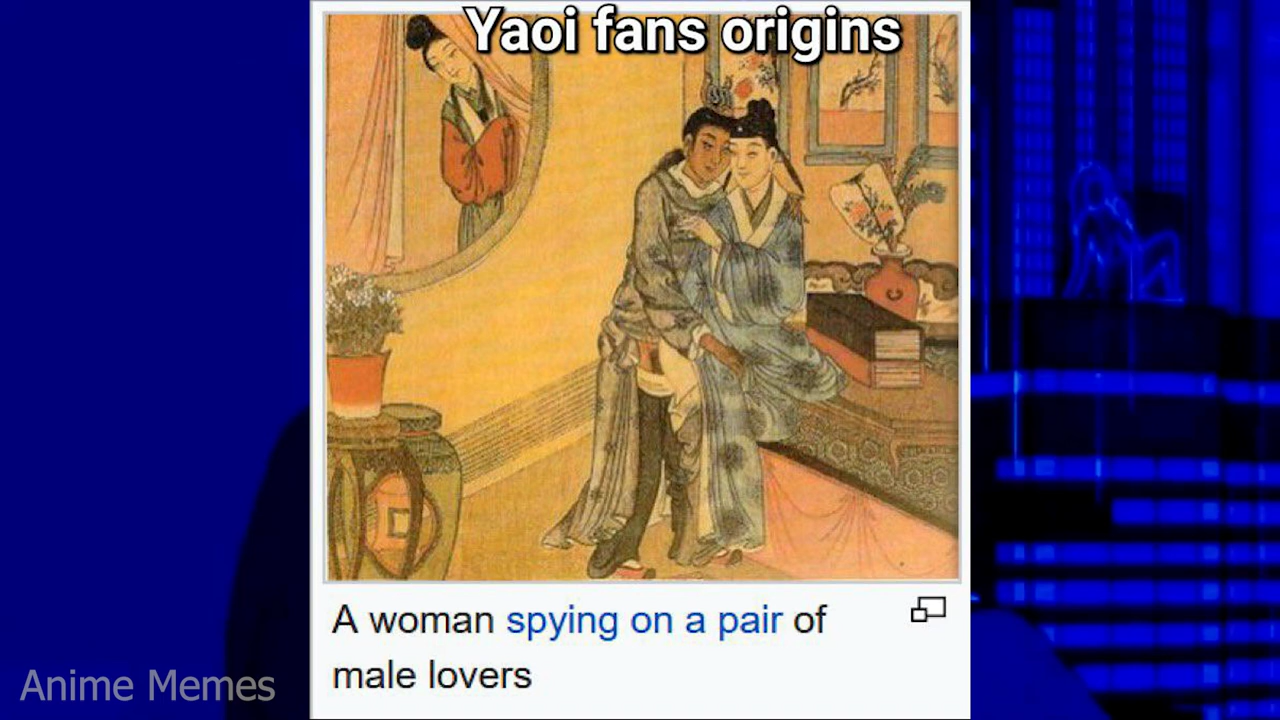 Yaoi fans origins
A woman spying on a pair of
male lovers
Anime Memes